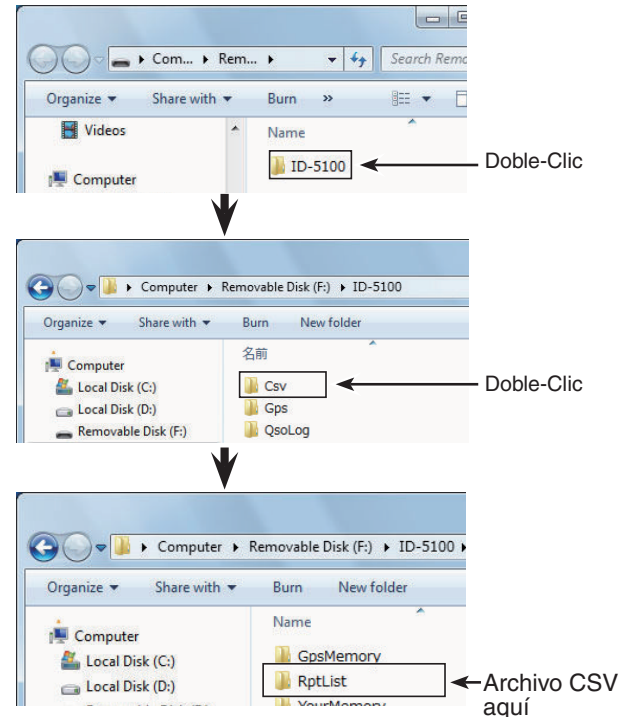 Com... Rem... Search Remo
Organize Share with Burn »
Videos
Name
ID-5100
Doble-Clic
Computer
Computer Removable Disk (F:) ID-5100
Organize Share with Burn New folder
名前
Computer
Csv
Doble-Clic
Local Disk (C:)
Local Disk (D:)
Gps
Removable Disk (F:)
QsoLog
Computer Removable Disk (F:) ID-5100
Organize Share with Burn New folder
Name
Computer
GpsMemory
Local Disk (C:)
RptList
Archivo CSV
aquí
Local Disk (D:)
YourMemory